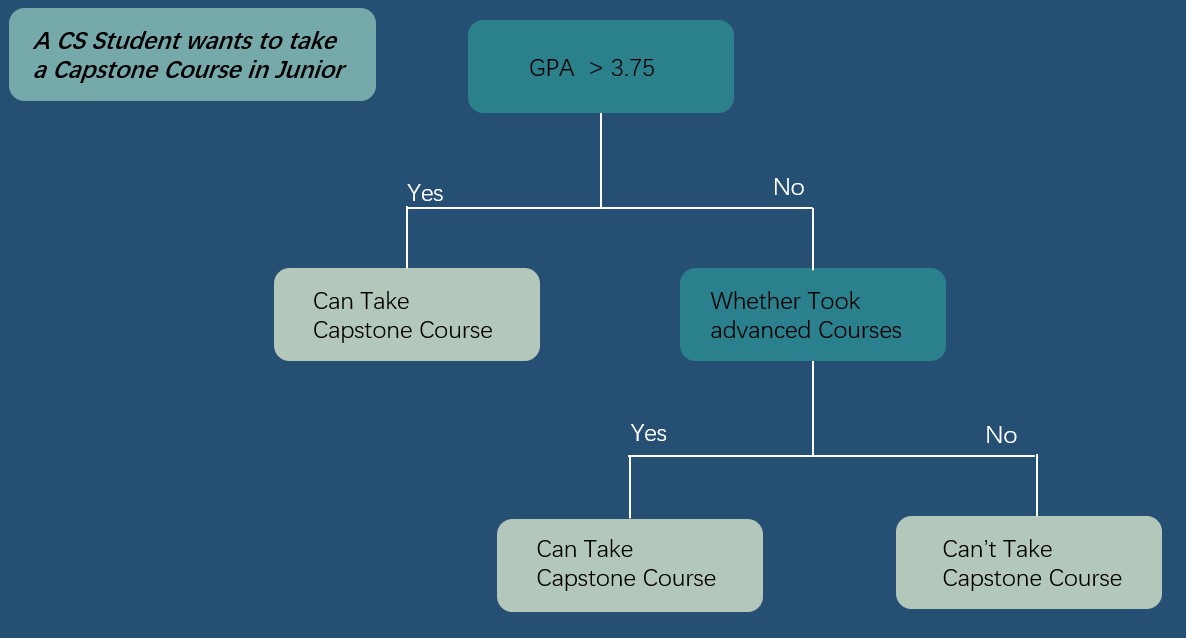 A CS Student wants to take
a Capstone Course in Junior
GPA > 3.75
Yes
No
Can Take
Capstone Course
Whether Took
advanced Courses
Yes
No
Can Take
Capstone Course
Can’t Take
Capstone Course